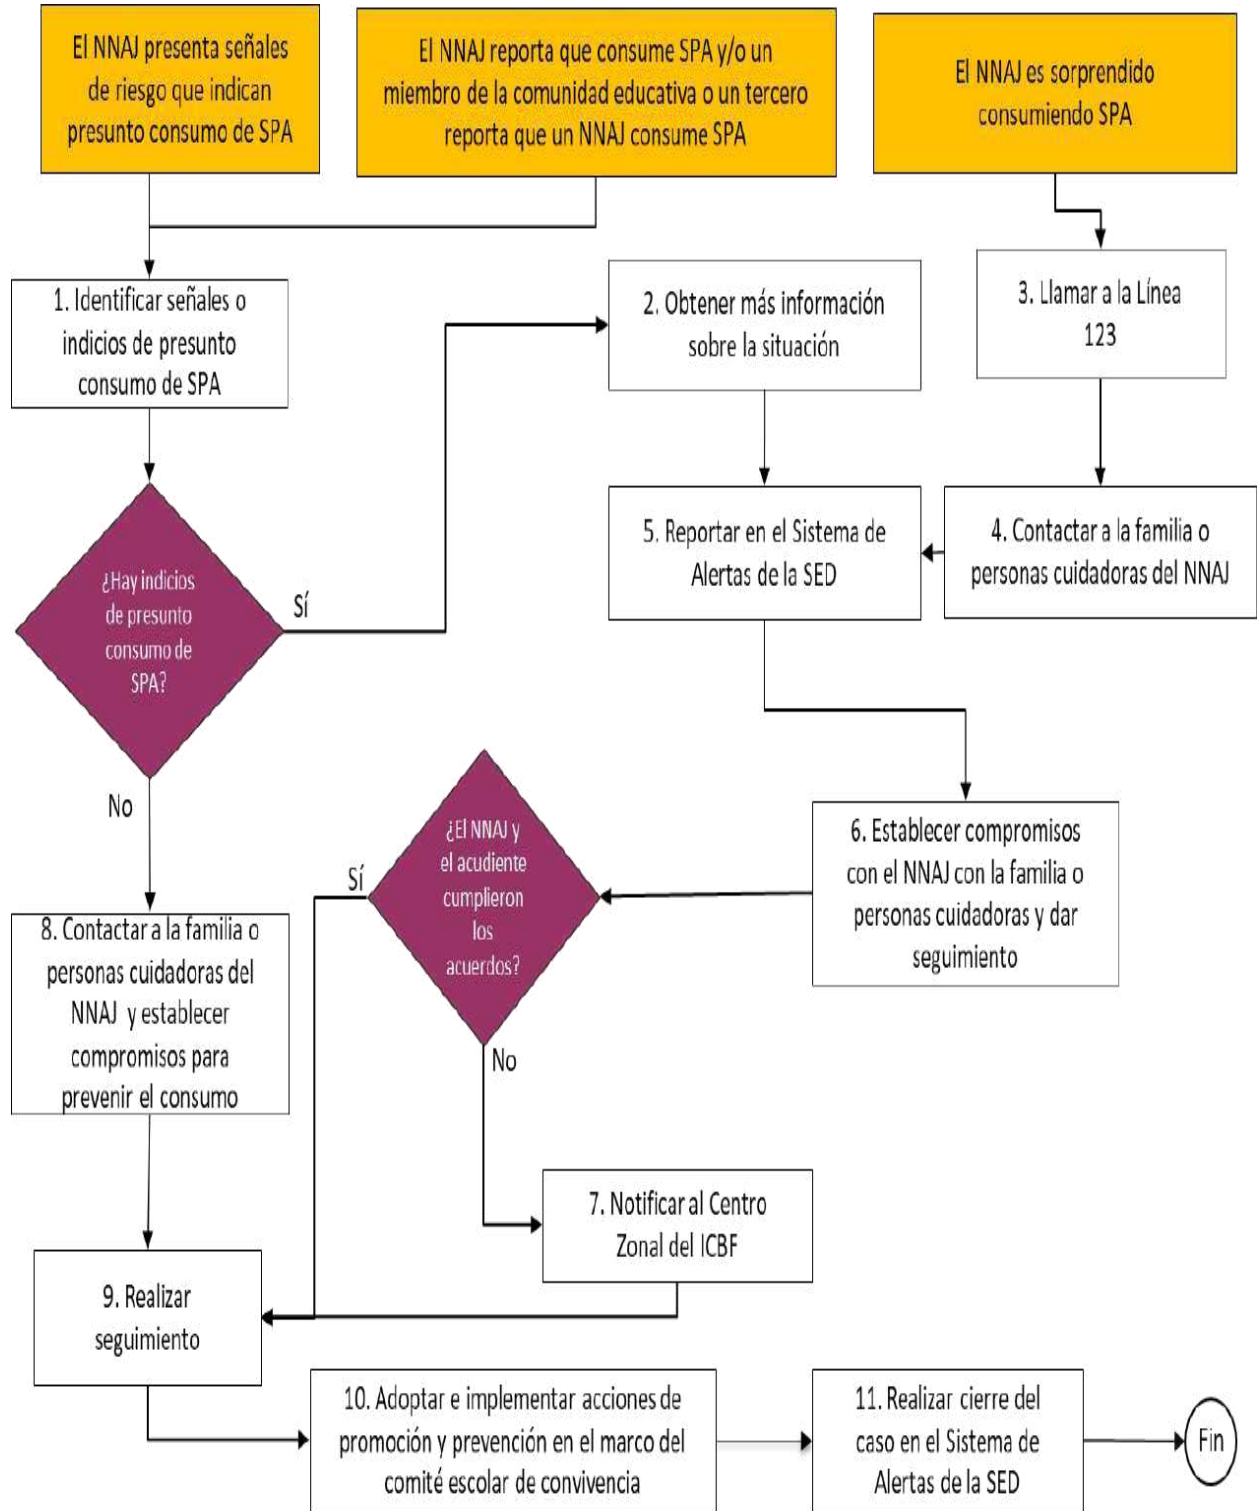 El NNAJ presenta señales
de riesgo que indican
presunto consumo de SPA
El NNAJ reporta que consume SPA y/o un
miembro de la comunidad educativa o un tercero
reporta que un NNAJ consume SPA
El NNAJ es sorprendido
consumiendo SPA
1. Identificar señales o
indicios de presunto
consumo de SPA
2. Obtener más información
sobre la situación
3. Llamar a la Línea
123
¿Hay indicios
de presunto
consumo de
SPA?
Sí
No
5. Reportar en el Sistema de
Alertas de la SED
4. Contactar a la familia o
personas cuidadoras del NNAJ
¿El NNAJ y
el acudiente
cumplieron
los
acuerdos?
Sí
No
6. Establecer compromisos
con el NNAJ con la familia o
personas cuidadoras y dar
seguimiento
8. Contactar a la familia o
personas cuidadoras del
NNAJ y establecer
compromisos para
prevenir el consumo
7. Notificar al Centro
Zonal del ICBF
9. Realizar
seguimiento
10. Adoptar e implementar acciones de
promoción y prevención en el marco del
comité escolar de convivencia
11. Realizar cierre del
caso en el Sistema de
Alertas de la SED
Fin